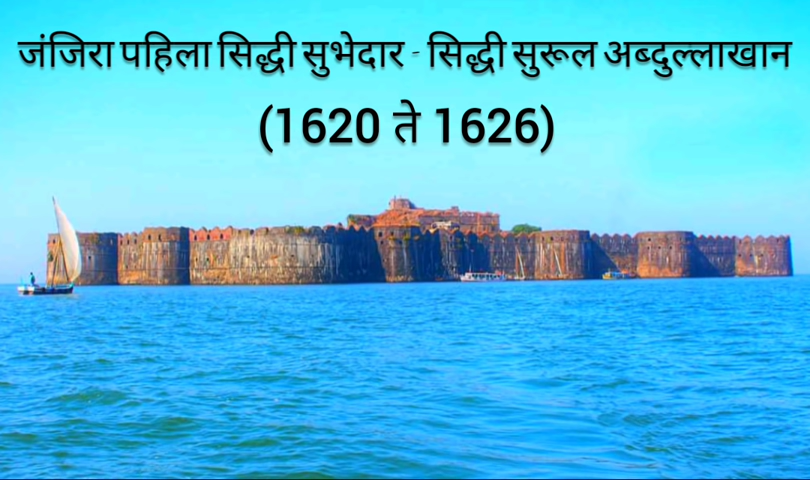 जंजिरा पहिला सिद्धी सुभेदार - सिद्धी सुरूल अब्दुल्लाखान
(1620 ते 1626)